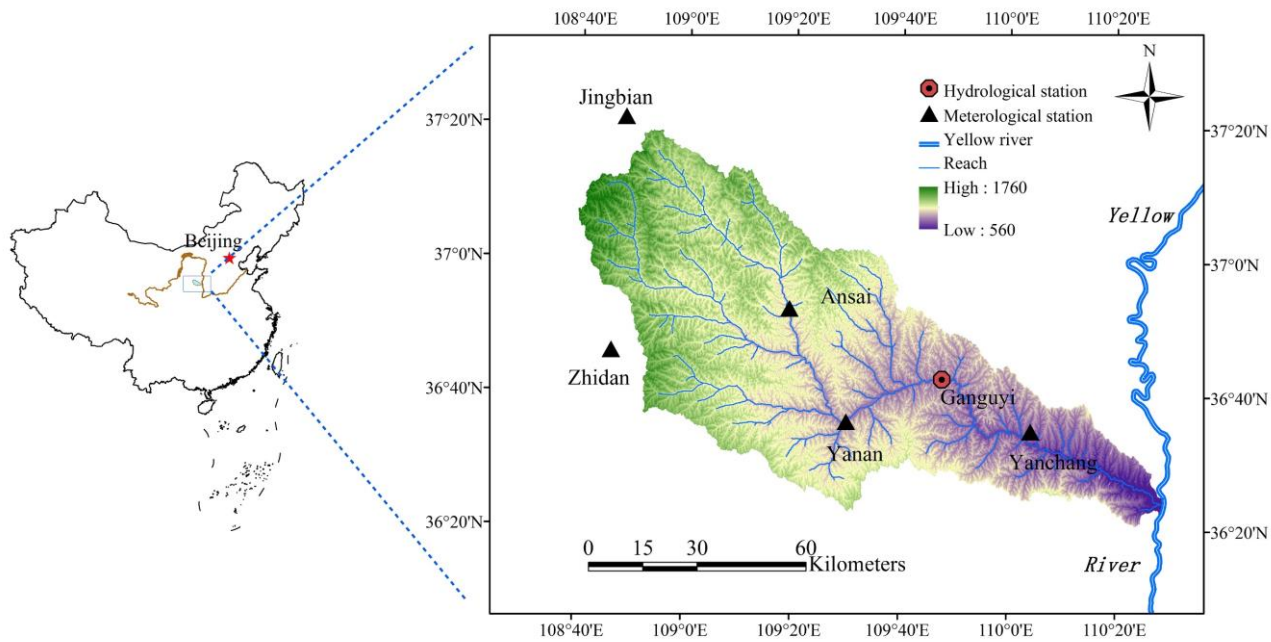 108°40'E 109°0'E 109°20'E 109°40'E 110°0'E 110°20'E
N
Jingbian
Hydrological station
Meterological station
Yellow river
Reach
High : 1760
Low : 560
37°20'N
37°20'N
Yellow
Beijing
37°0'N
37°0'N
Ansai
Zhidan
Ganguyi
36°40'N
36°40'N
Yanan
Yanchang
36°20'N
36°20'N
0 15 30 60
Kilometers
River
108°40'E 109°0'E 109°20'E 109°40'E 110°0'E 110°20'E